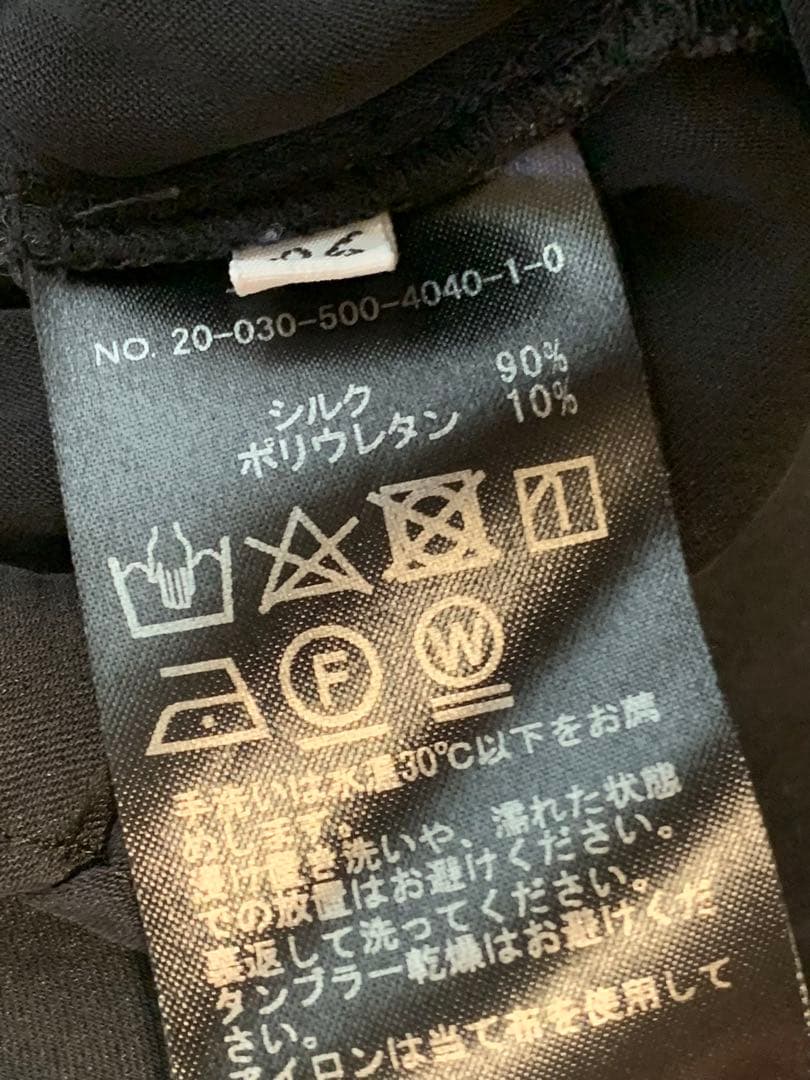 NO. 20-030-500-4040-1-0
シルク 90%
ポリウレタン 10%
F
W
手洗いは水温30℃以下をお薦
めします。
漬け置き洗いや、濡れた状態
での放置はお避けください。
裏返して洗ってください。
タンブラー乾燥はお避けくだ
さい。
アイロンは当て布を使用して